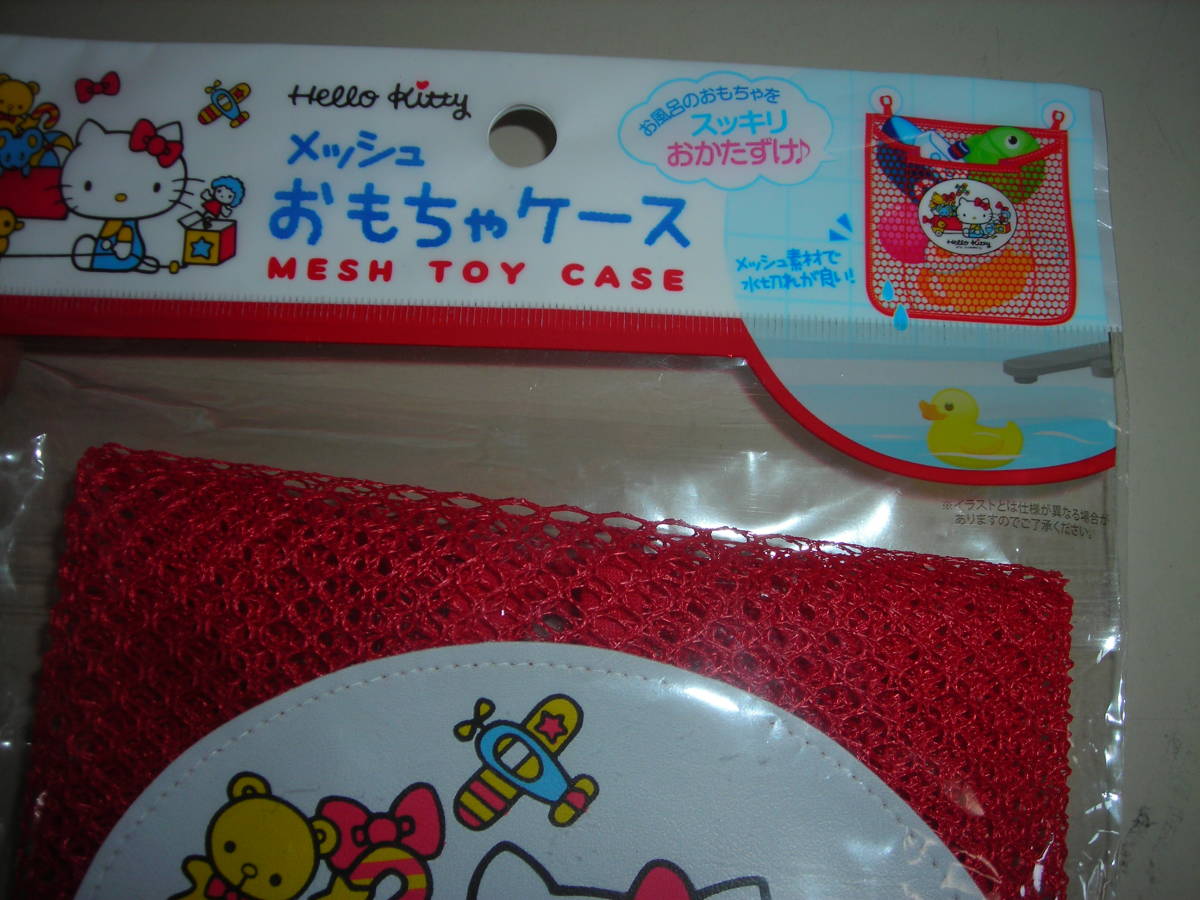 Hello Kitty
メッシュ
おもちゃケース
MESH TOY CASE
お風呂のおもちゃを
スッキリ
おかたずけ♪
メッシュ素材で
水切れが良い!
Hello Kitty
※イラストとは仕様が異なる場合が
ありますのでご了承ください。